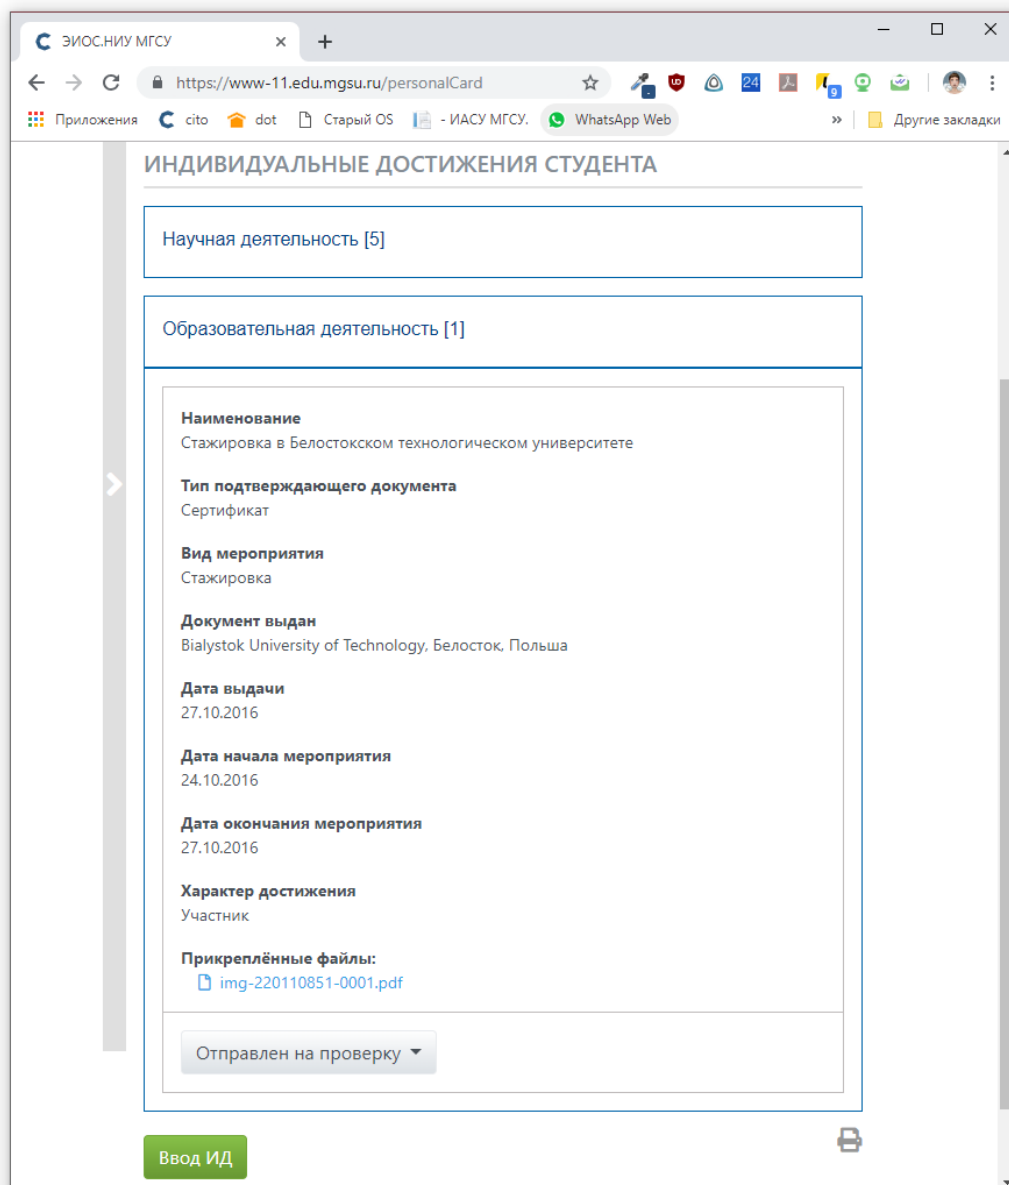 ЭИОС.НИУ МГСУ
https://www-11.edu.mgsu.ru/personalCard
24
9
Приложения
cito
dot
Старый OS
- ИАСУ МГСУ.
WhatsApp Web
»
Другие закладки
ИНДИВИДУАЛЬНЫЕ ДОСТИЖЕНИЯ СТУДЕНТА
Научная деятельность [5]
Образовательная деятельность [1]
Наименование
Стажировка в Белостокском технологическом университете
Тип подтверждающего документа
Сертификат
Вид мероприятия
Стажировка
Документ выдан
Bialystok University of Technology, Белосток, Польша
Дата выдачи
27.10.2016
Дата начала мероприятия
24.10.2016
Дата окончания мероприятия
27.10.2016
Характер достижения
Участник
Прикреплённые файлы:
img-220110851-0001.pdf
Отправлен на проверку
Ввод ИД